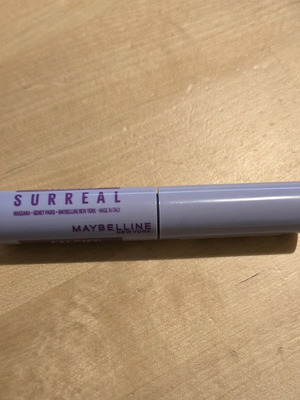 SURREAL
MASCARA • GEMEY-PARIS • MAYBELLINE NEW YORK • MADE IN ITALY
MAYBELLINE
NEW YORK